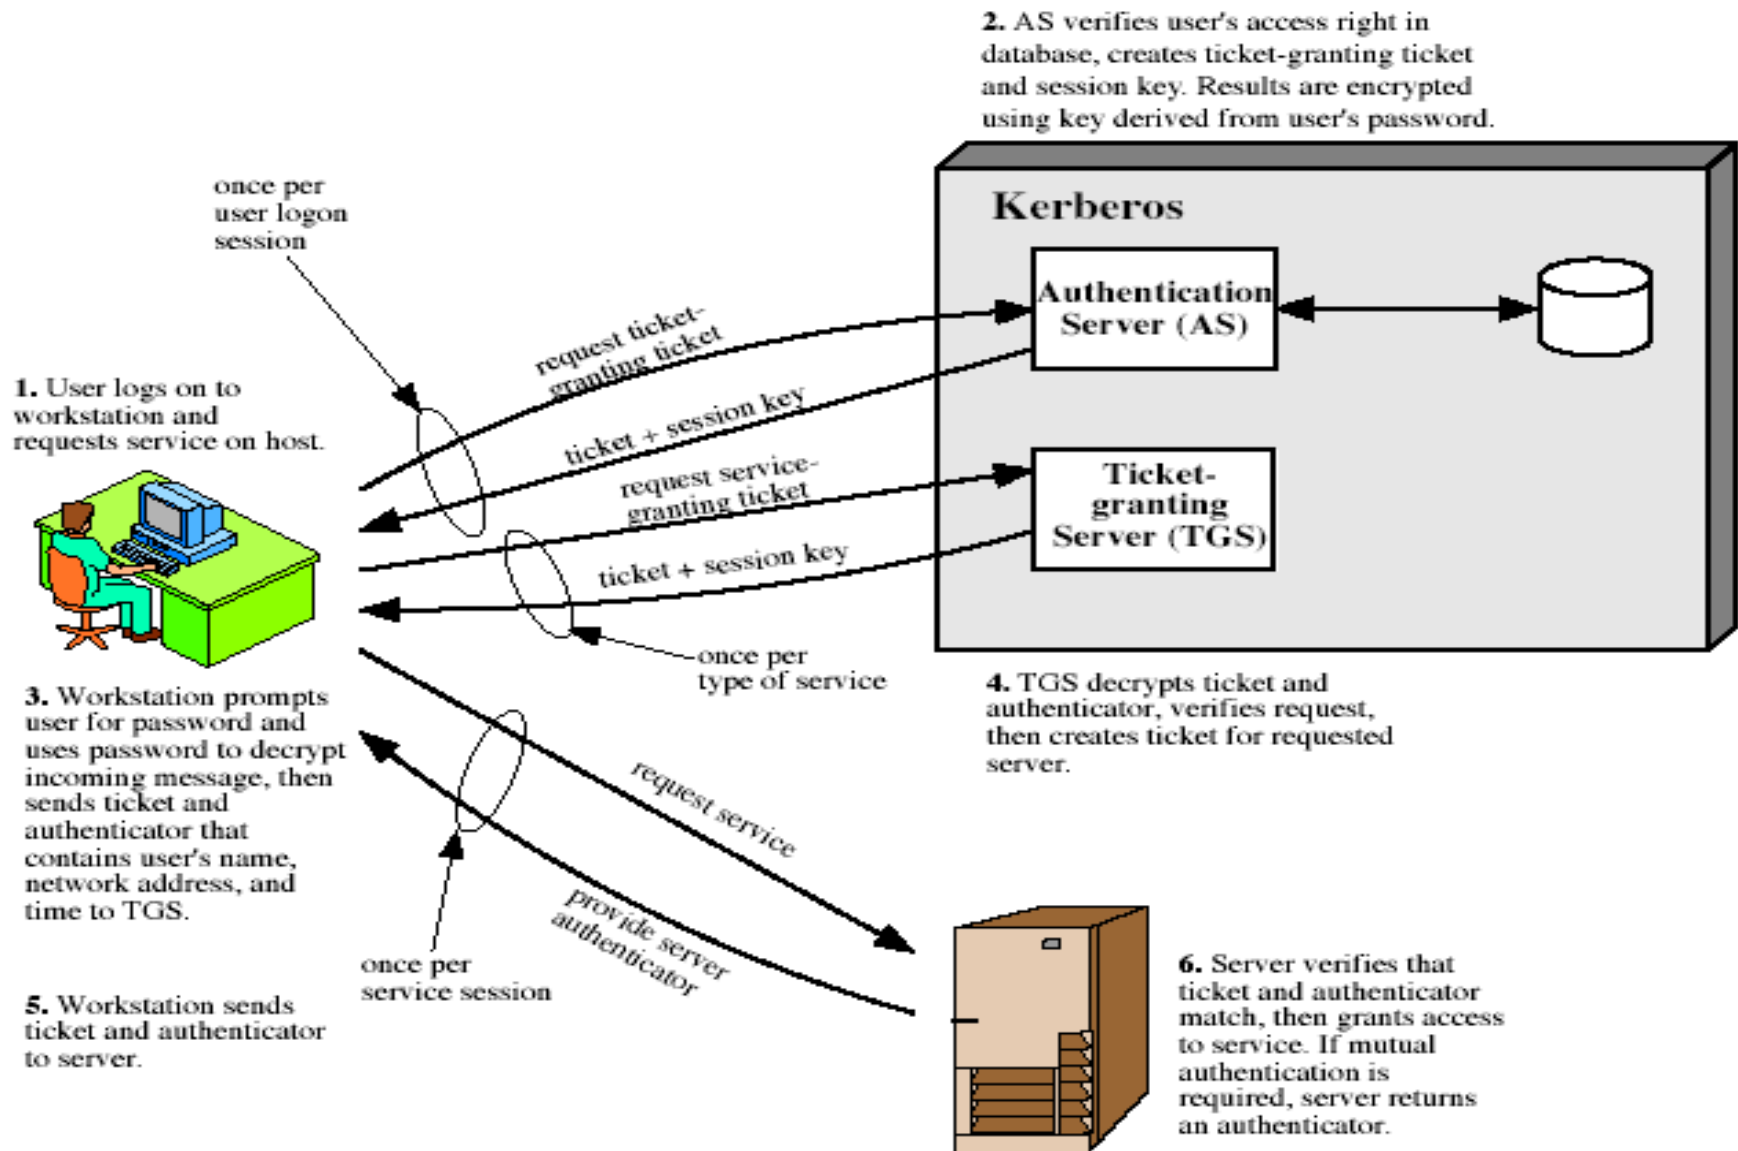 2. AS verifies user's access right in
database, creates ticket-granting ticket
and session key. Results are encrypted
using key derived from user's password.
once per
user logon
session
Kerberos
Authentication
Server (AS)
request ticket-
granting ticket
1. User logs on to
workstation and
requests service on host.
ticket + session key
request service-
granting ticket
Ticket-
granting
Server (TGS)
ticket + session key
once per
type of service
3. Workstation prompts
user for password and
uses password to decrypt
incoming message, then
sends ticket and
authenticator that
contains user's name,
network address, and
time to TGS.
4. TGS decrypts ticket and
authenticator, verifies request,
then creates ticket for requested
server.
request service
provide server
authenticator
once per
service session
5. Workstation sends
ticket and authenticator
to server.
6. Server verifies that
ticket and authenticator
match, then grants access
to service. If mutual
authentication is
required, server returns
an authenticator.